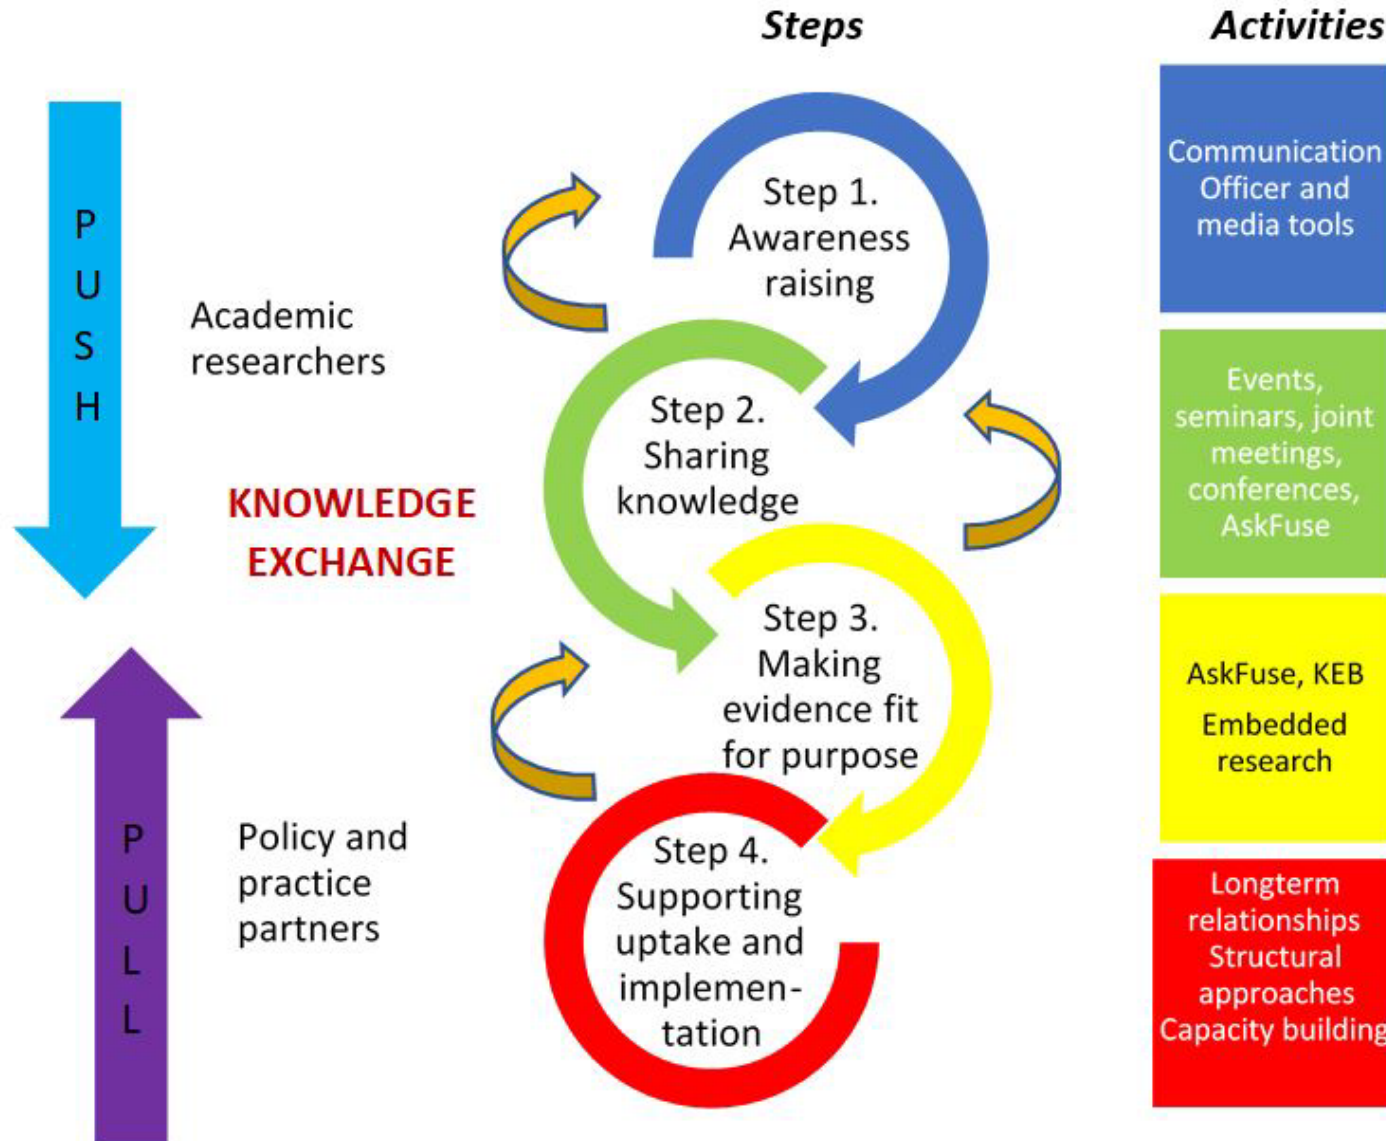 Steps
Activities
P
U
S
H
Academic
researchers
KNOWLEDGE
EXCHANGE
P
U
L
L
Policy and
practice
partners
Step 1.
Awareness
raising
Step 2.
Sharing
knowledge
Step 3.
Making
evidence fit
for purpose
Step 4.
Supporting
uptake and
implemen-
tation
Communication
Officer and
media tools
Events,
seminars, joint
meetings,
conferences,
AskFuse
AskFuse, KEB
Embedded
research
Longterm
relationships
Structural
approaches
Capacity building